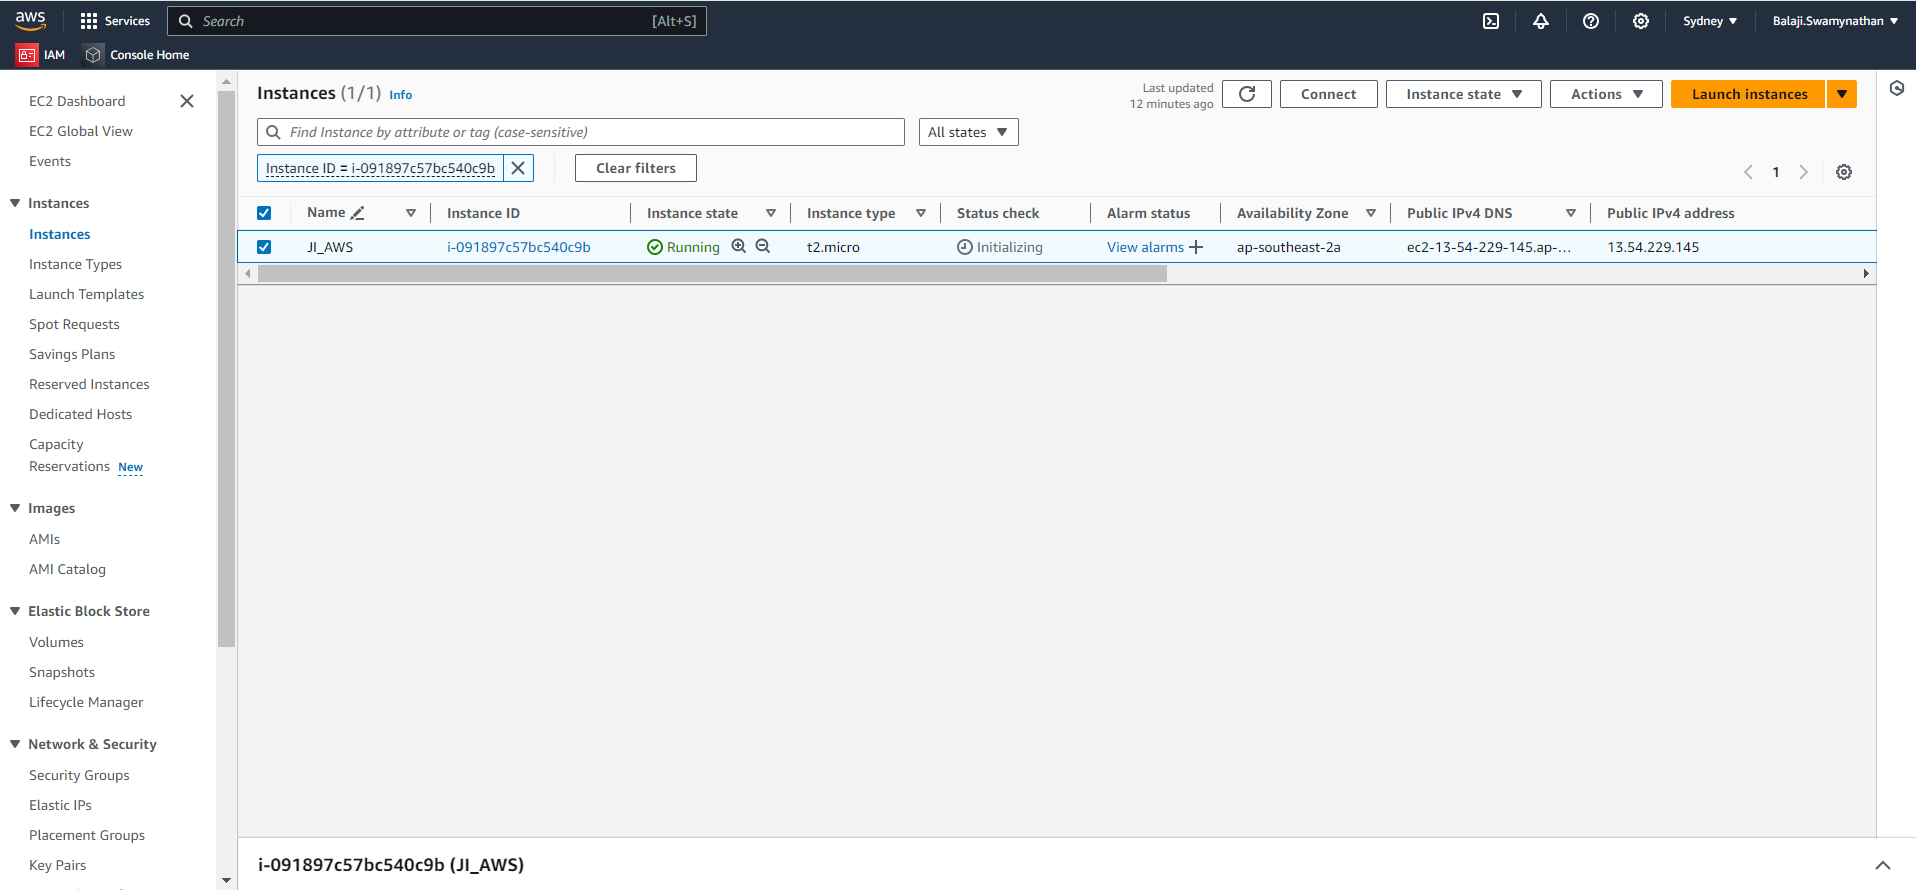 aws
Services
Search
[Alt+S]
Sydney
Balaji.Swamynathan
IAM
Console Home
EC2 Dashboard
EC2 Global View
Events
Instances
Instances
Instance Types
Launch Templates
Spot Requests
Savings Plans
Reserved Instances
Dedicated Hosts
Capacity
Reservations New
Images
AMIs
AMI Catalog
Elastic Block Store
Volumes
Snapshots
Lifecycle Manager
Network & Security
Security Groups
Elastic IPs
Placement Groups
Key Pairs
Instances (1/1) Info
Last updated
12 minutes ago
Connect
Instance state
Actions
Launch instances
Find Instance by attribute or tag (case-sensitive)
All states
Instance ID = i-091897c57bc540c9b
Clear filters
1
Name Instance ID Instance state Instance type Status check Alarm status Availability Zone Public IPv4 DNS Public IPv4 address
JI_AWS i-091897c57bc540c9b Running t2.micro Initializing View alarms ap-southeast-2a ec2-13-54-229-145.ap-... 13.54.229.145
i-091897c57bc540c9b (JI_AWS)